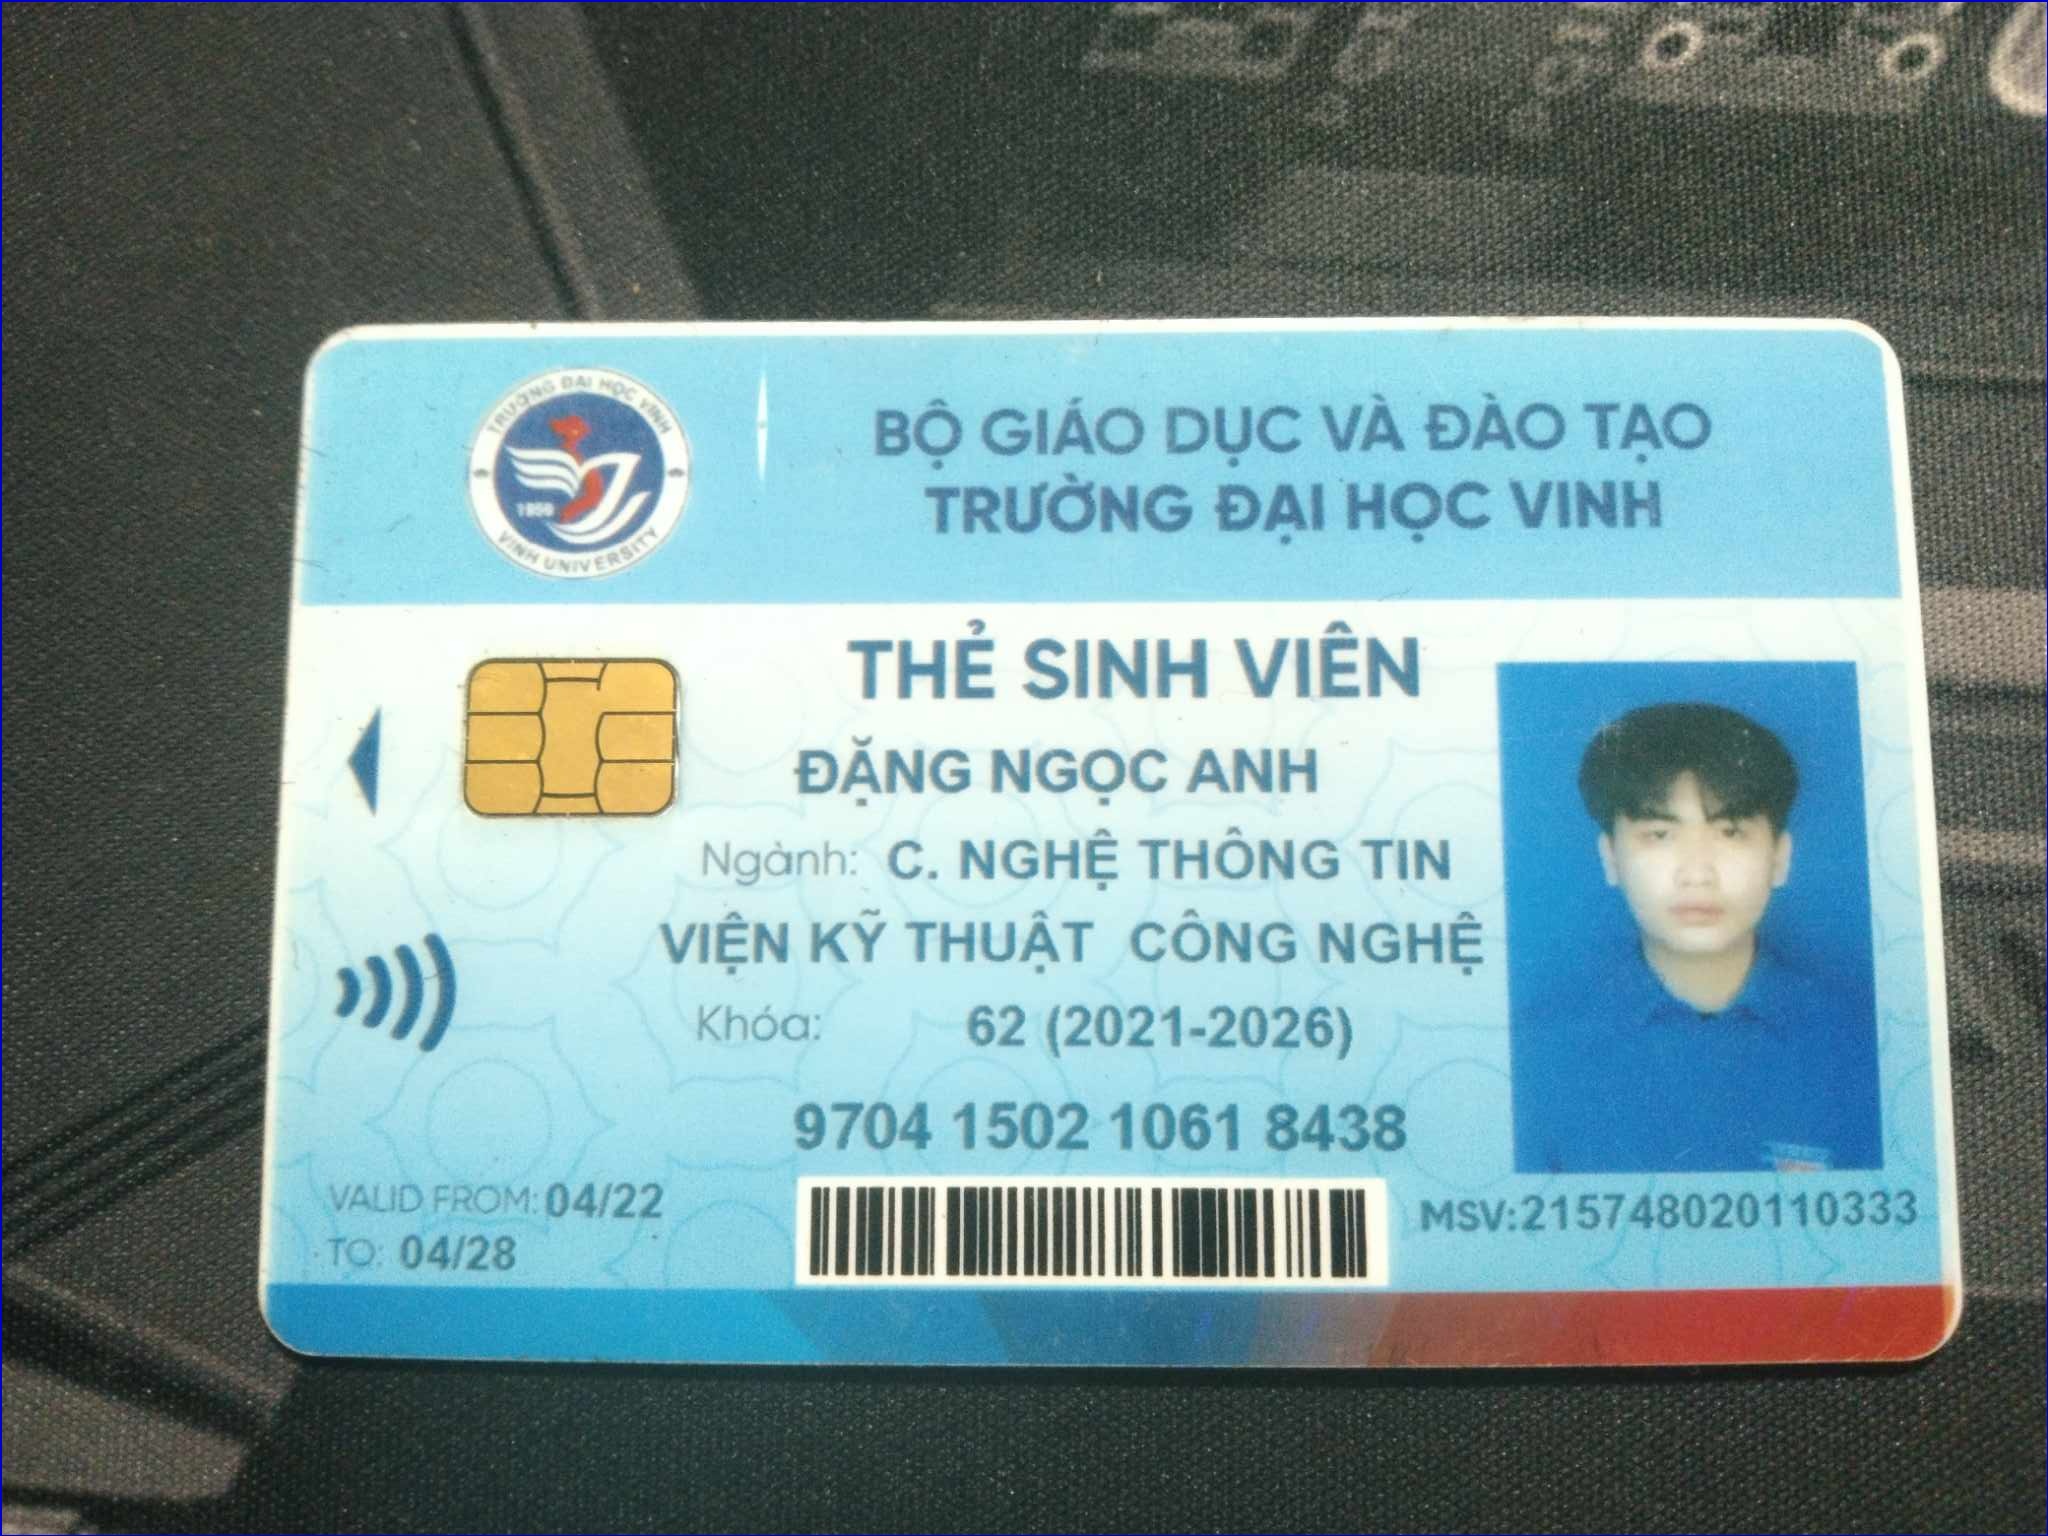 TRƯỜNG ĐẠI HỌC VINH
1959
VINH UNIVERSITY
BỘ GIÁO DỤC VÀ ĐÀO TẠO
TRƯỜNG ĐẠI HỌC VINH
THẺ SINH VIÊN
ĐẶNG NGỌC ANH
Ngành: C. NGHỆ THÔNG TIN
VIỆN KỸ THUẬT CÔNG NGHỆ
Khóa: 62 (2021-2026)
9704 1502 1061 8438
VALID FROM: 04/22
TO: 04/28
MSV:215748020110333